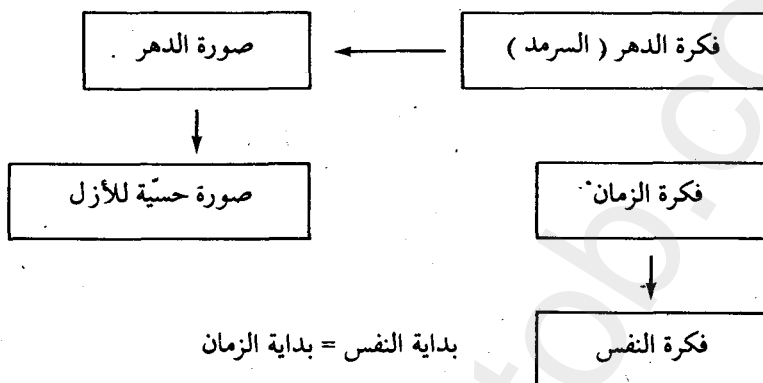 فكرة الدهر ( السرمد )
صورة الدهر
فكرة الزمان
صورة حسّية للأزل
فكرة النفس
بداية النفس = بداية الزمان